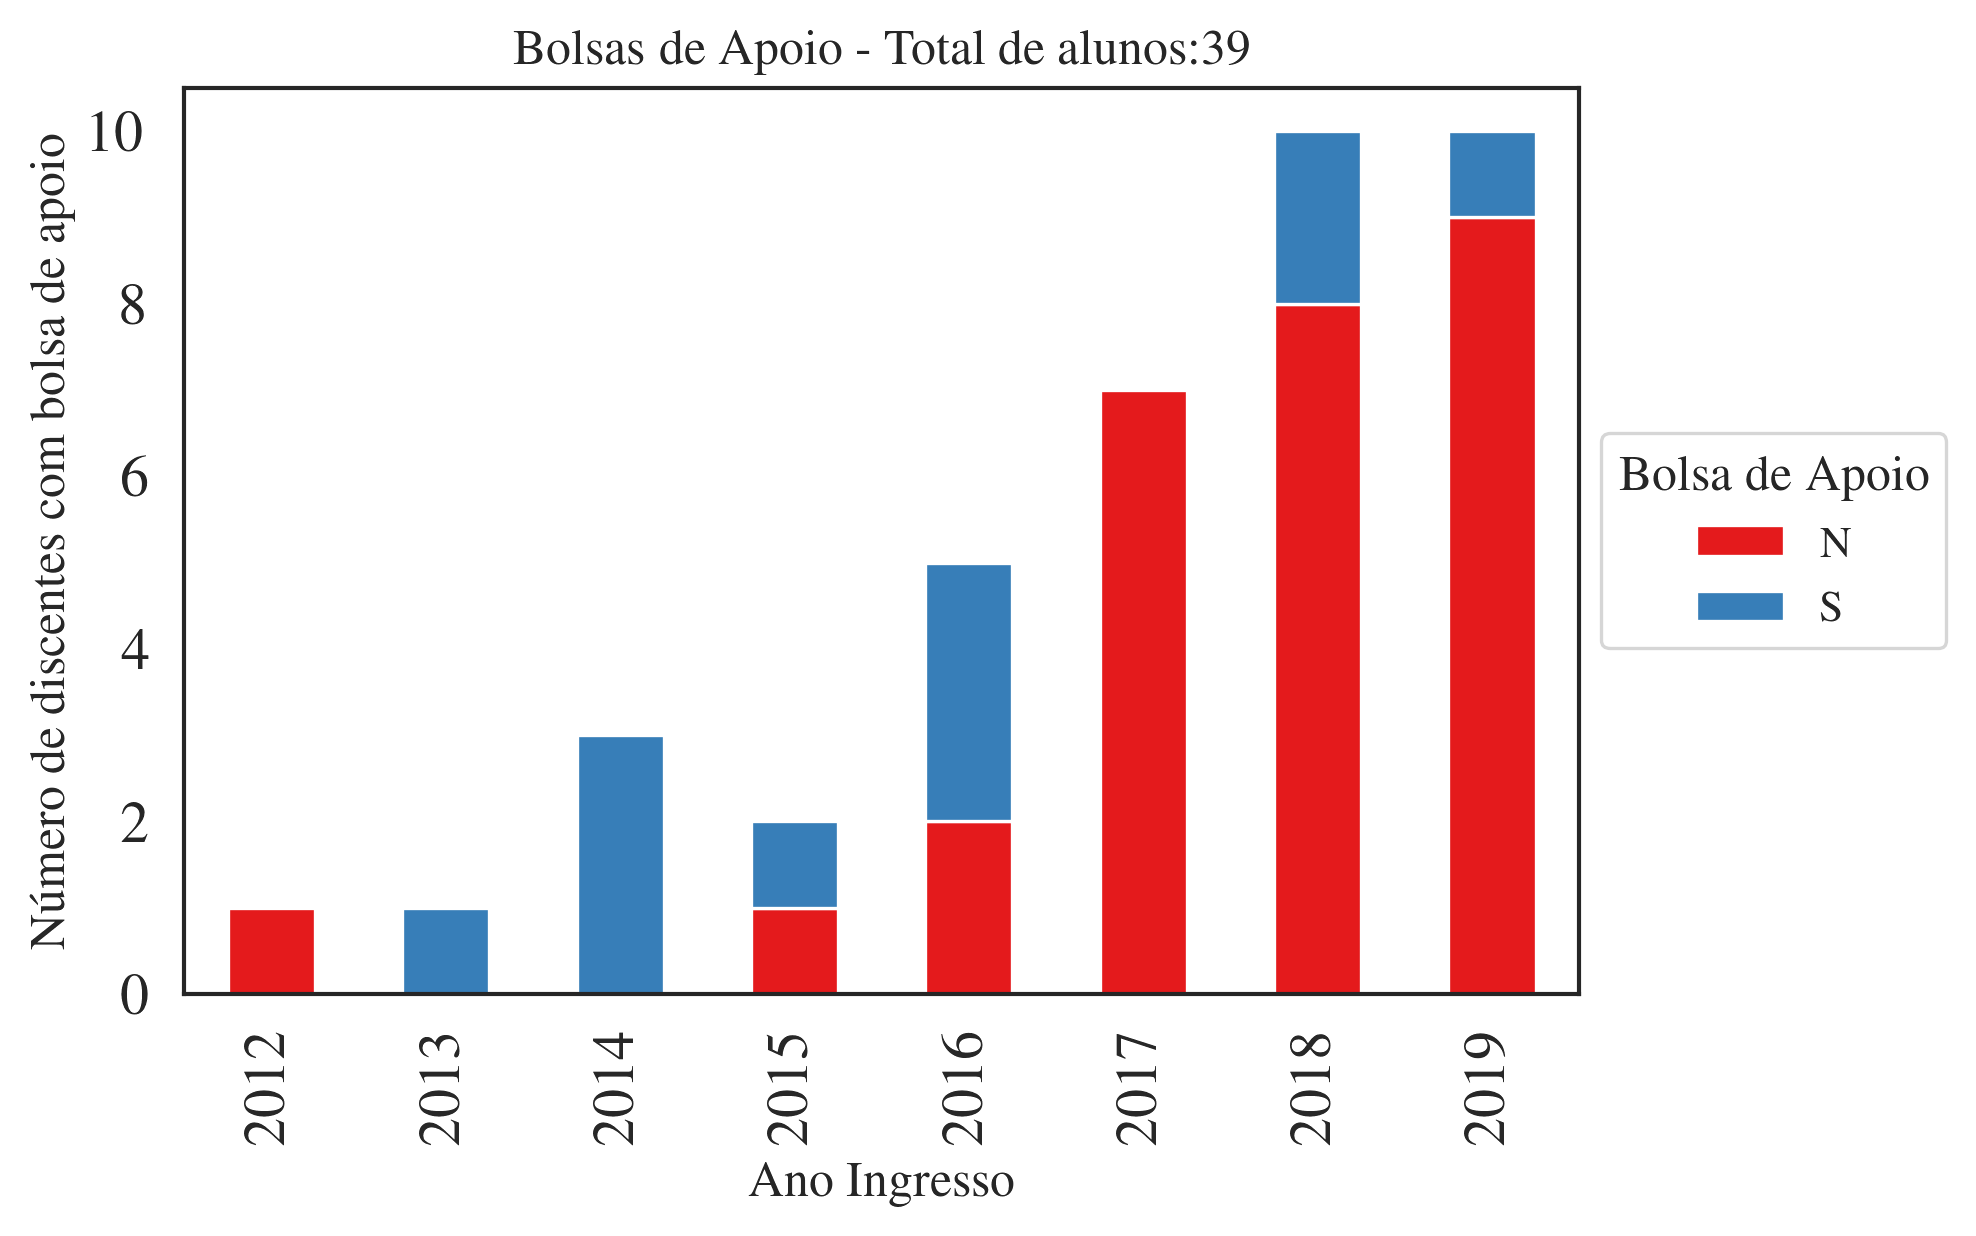 Bolsas de Apoio - Total de alunos:39
Número de discentes com bolsa de apoio
10
8
6
4
2
0
2012
2013
2014
2015
2016
2017
2018
2019
Ano Ingresso
Bolsa de Apoio
N
S